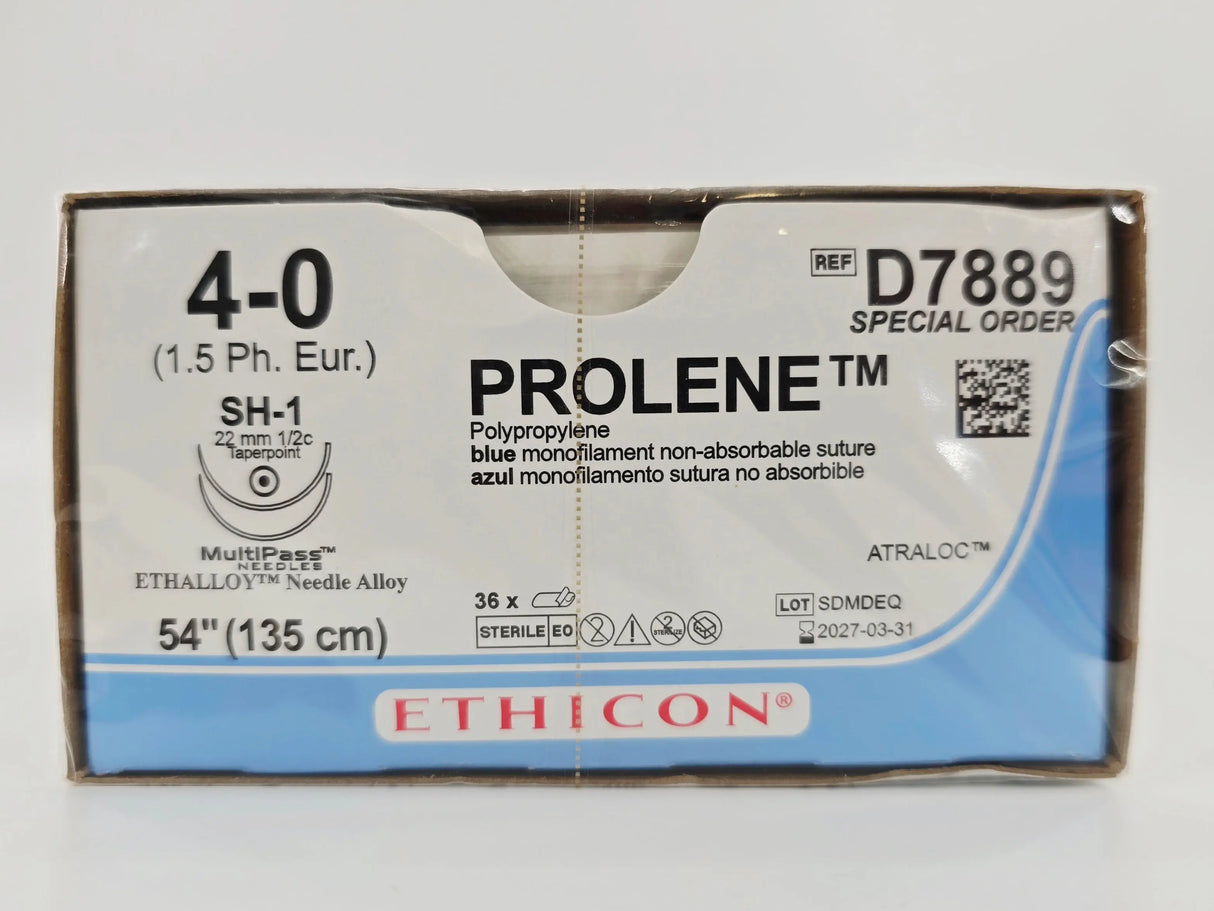 4-0
(1.5 Ph. Eur.)
SH-1
22 mm 1/2c
Taperpoint
MultiPass™
NEEDLES
ETHALLOY™ Needle Alloy
54" (135 cm)
REF D7889
SPECIAL ORDER
PROLENE™
Polypropylene
blue monofilament non-absorbable suture
azul monofilamento sutura no absorbible
ATRALOC™
36 x
STERILE EO 2 2 STERILIZE
LOT SDMDEQ
2027-03-31
ETHICON®